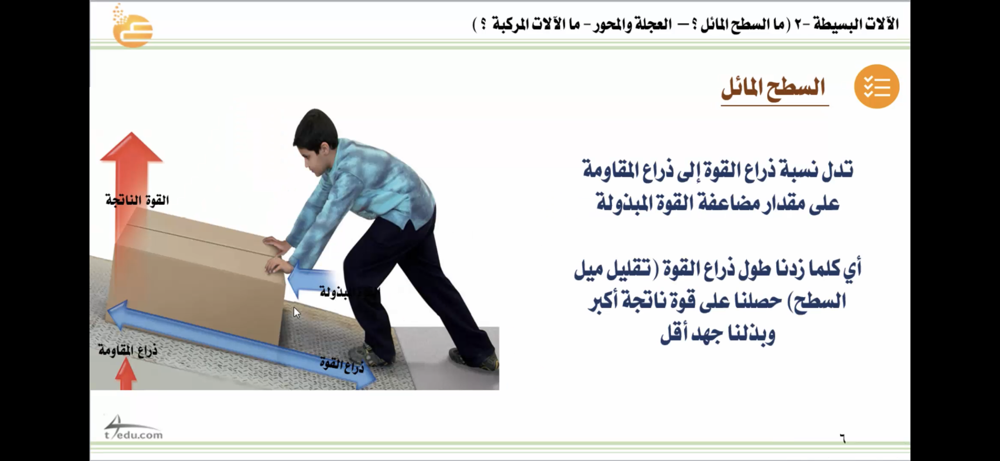 الآلات البسيطة -٢ ( ما السطح المائل ؟ – العجلة والمحور - ما الآلات المركبة ؟ )
السطح المائل
تدل نسبة ذراع القوة إلى ذراع المقاومة
على مقدار مضاعفة القوة المبذولة
أي كلما زدنا طول ذراع القوة (تقليل ميل
السطح) حصلنا على قوة ناتجة أكبر
وبذلنا جهد أقل
القوة الناتجة
القوة المبذولة
ذراع المقاومة
ذراع القوة
t4edu.com
٦